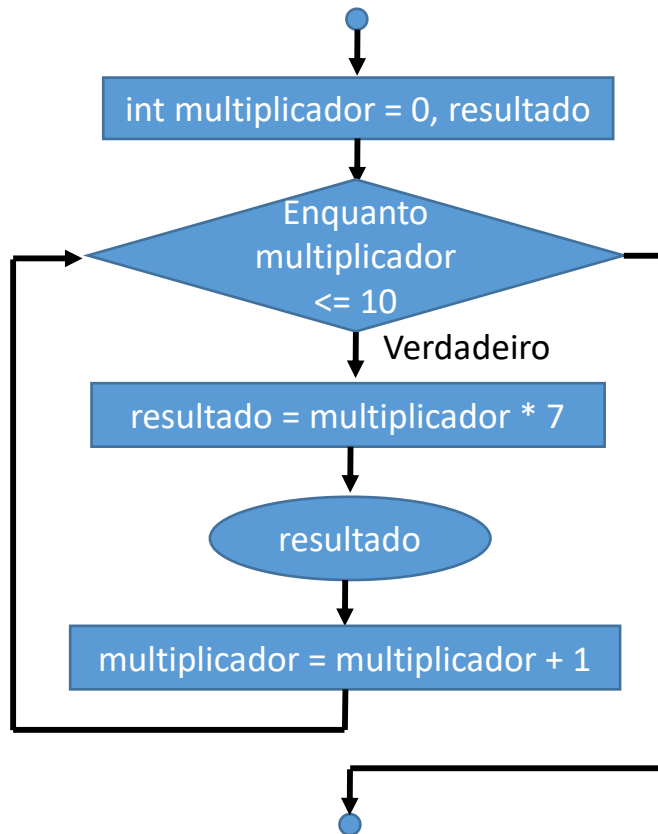 int multiplicador = 0, resultado
Enquanto
multiplicador
<= 10
Verdadeiro
resultado = multiplicador * 7
resultado
multiplicador = multiplicador + 1